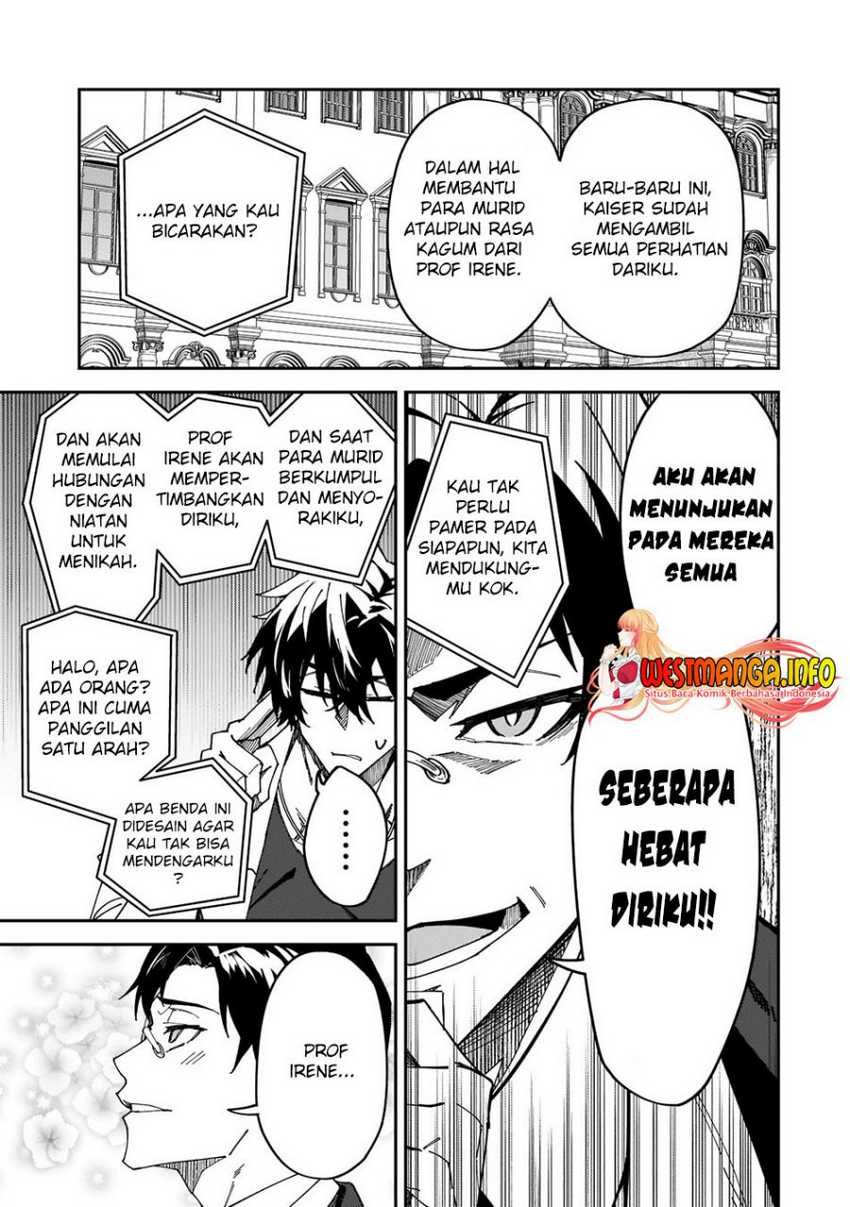 BARU-BARU INI,
KAISER SUDAH
MENGAMBIL
SEMUA PERHATIAN
DARIKU.
DALAM HAL
MEMBANTU
PARA MURID
ATAUPUN RASA
KAGUM DARI
PROF IRENE.
...APA YANG KAU
BICARAKAN?
AKU AKAN
MENUNJUKAN
PADA MEREKA
SEMUA
SEBERAPA
HEBAT
DIRIKU!!
KAU TAK
PERLU
PAMER PADA
SIAPAPUN, KITA
MENDUKUNG-
MU KOK.
WESTMANGA.INFO
Situs Baca Komik Berbahasa Indonesia
DAN SAAT
PARA MURID
BERKUMPUL
DAN MENYO-
RAKIKU,
PROF
IRENE AKAN
MEMPER-
TIMBANGKAN
DIRIKU,
DAN AKAN
MEMULAI
HUBUNGAN
DENGAN
NIATAN
UNTUK
MENIKAH.
HALO, APA
ADA ORANG?
APA INI CUMA
PANGGILAN
SATU ARAH?
APA BENDA INI
DIDESAIN AGAR
KAU TAK BISA
MENDENGARKU
?
......
PROF
IRENE...